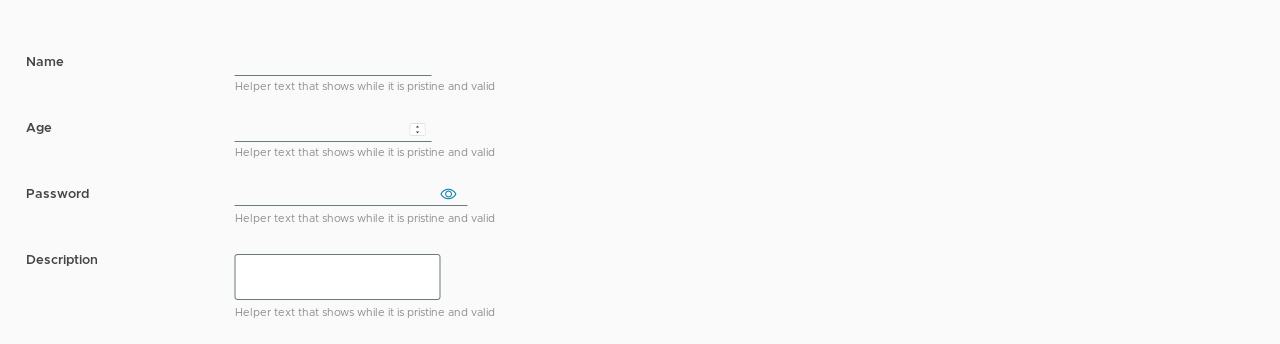 Name
Helper text that shows while it is pristine and valid
Age
Helper text that shows while it is pristine and valid
Password
Helper text that shows while it is pristine and valid
Description
Helper text that shows while it is pristine and valid